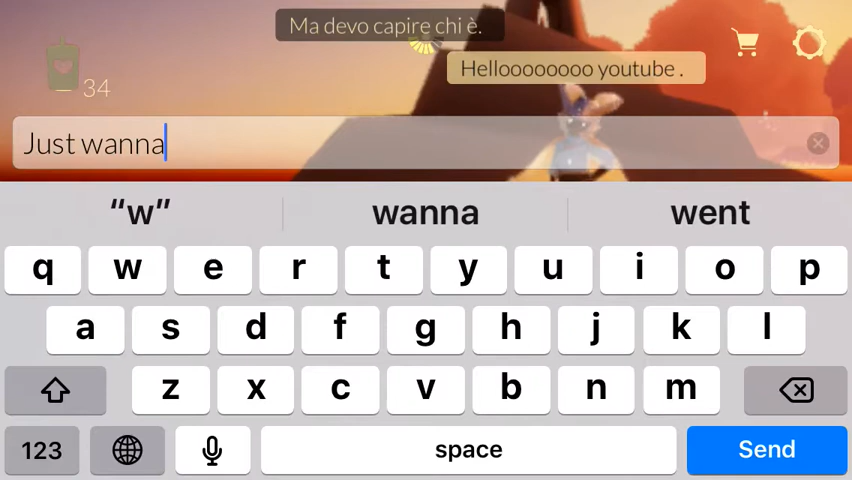 Ma devo capire chi è.
Helloooooooo youtube .
34
Just wanna
“w” wanna went
q w e r t y u i o p
a s d f g h j k l
z x c v b n m
123 space Send